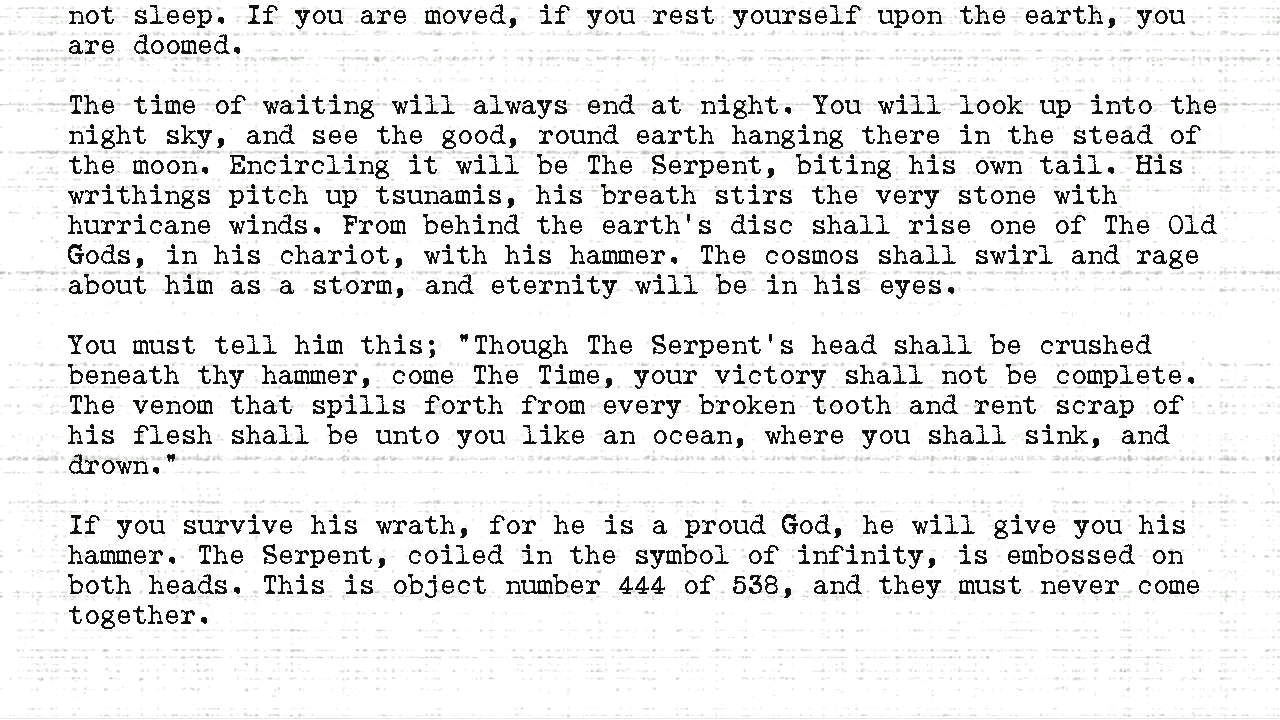 not sleep. If you are moved, if you rest yourself upon the earth, you
are doomed.
The time of waiting will always end at night. You will look up into the
night sky, and see the good, round earth hanging there in the stead of
the moon. Encircling it will be The Serpent, biting his own tail. His
writhings pitch up tsunamis, his breath stirs the very stone with
hurricane winds. From behind the earth's disc shall rise one of The Old
Gods, in his chariot, with his hammer. The cosmos shall swirl and rage
about him as a storm, and eternity will be in his eyes.
You must tell him this; "Though The Serpent's head shall be crushed
beneath thy hammer, come The Time, your victory shall not be complete.
The venom that spills forth from every broken tooth and rent scrap of
his flesh shall be unto you like an ocean, where you shall sink, and
drown."
If you survive his wrath, for he is a proud God, he will give you his
hammer. The Serpent, coiled in the symbol of infinity, is embossed on
both heads. This is object number 444 of 538, and they must never come
together.